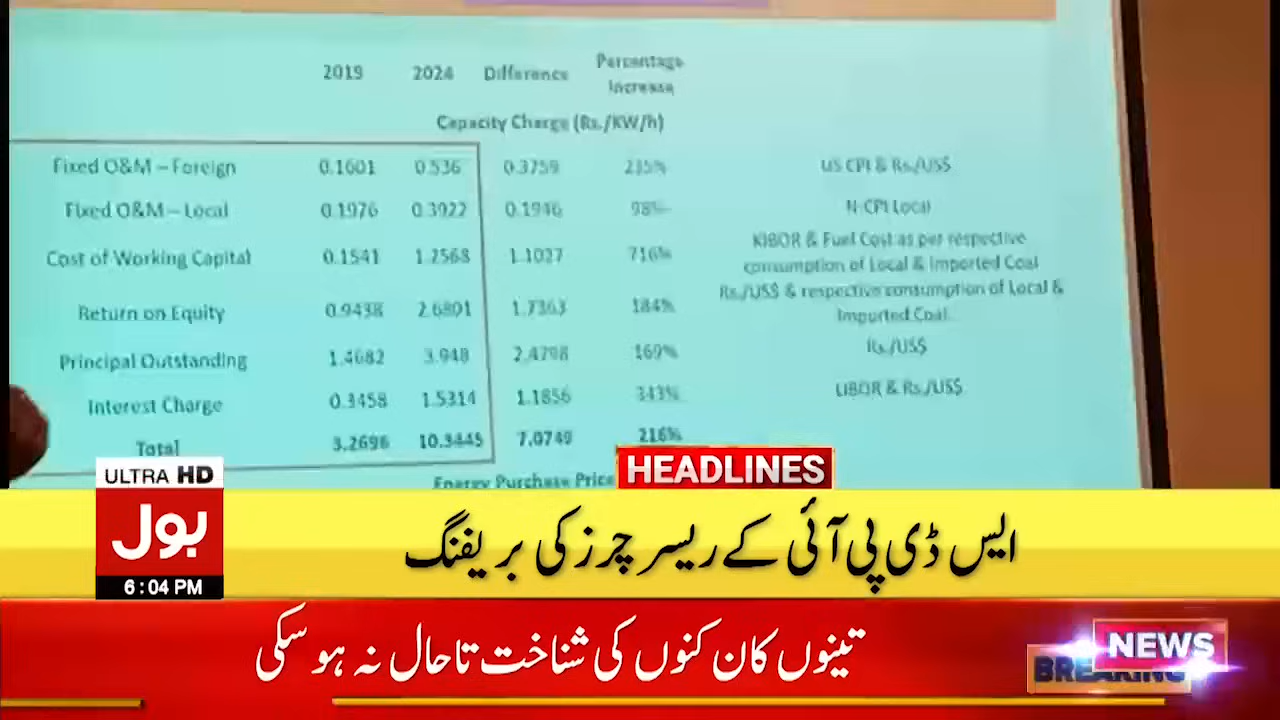 2019 2024 Difference Percentage Increase
Capacity Charge (Rs./KW/h)
Fixed O&M – Foreign 0.1601 0.536 0.3759 235% US CPI & Rs./US$
Fixed O&M – Local 0.1976 0.3922 0.1946 98% N-CPI Local
Cost of Working Capital 0.1541 1.2568 1.1027 716% KIBOR & Fuel Cost as per respective consumption of Local & Imported Coal
Return on Equity 0.9438 2.6801 1.7363 184% Rs./US$ & respective consumption of Local & Imported Coal.
Principal Outstanding 1.4682 3.948 2.4798 169% Rs./US$
Interest Charge 0.3458 1.5314 1.1856 343% LIBOR & Rs./US$
Total 3.2696 10.3445 7.0749 216%
Energy Purchase Price
HEADLINES
ULTRA HD
بول
6:04 PM
ایس ڈی پی آئی کے ریسرچرز کی بریفنگ
تینوں کان کنوں کی شناخت تاحال نہ ہو سکی
NEWS
BREAKING